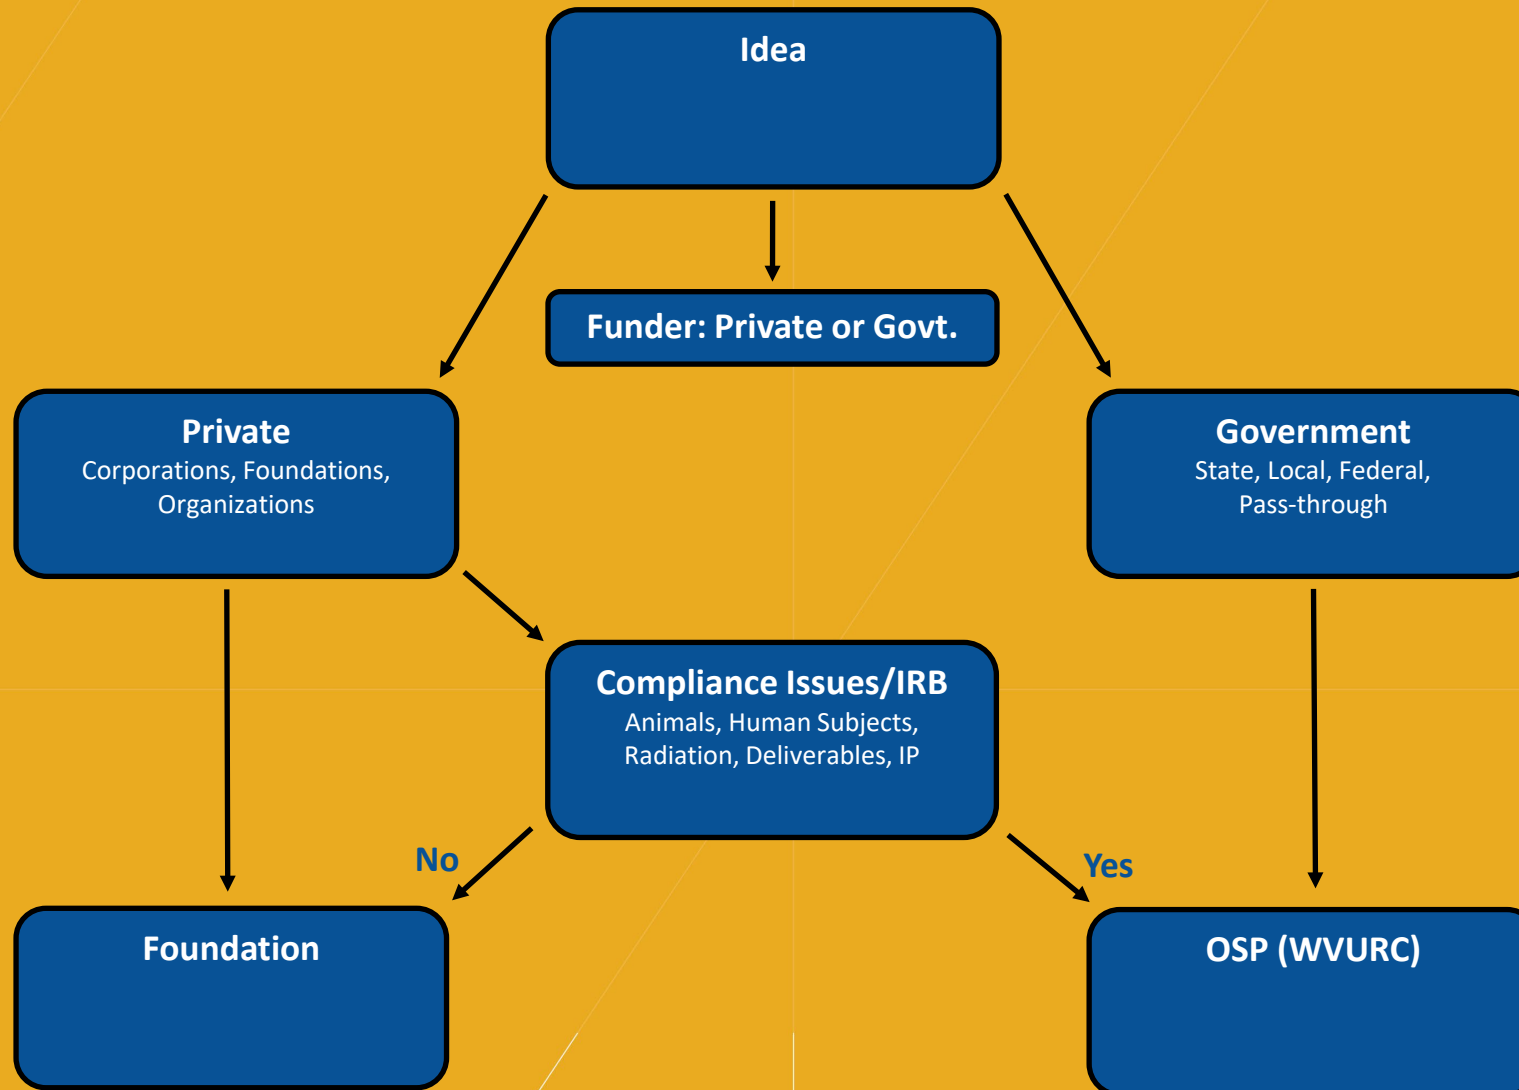 Idea
Funder: Private or Govt.
Private
Corporations, Foundations,
Organizations
Government
State, Local, Federal,
Pass-through
Compliance Issues/IRB
Animals, Human Subjects,
Radiation, Deliverables, IP
No
Yes
Foundation
OSP (WVURC)